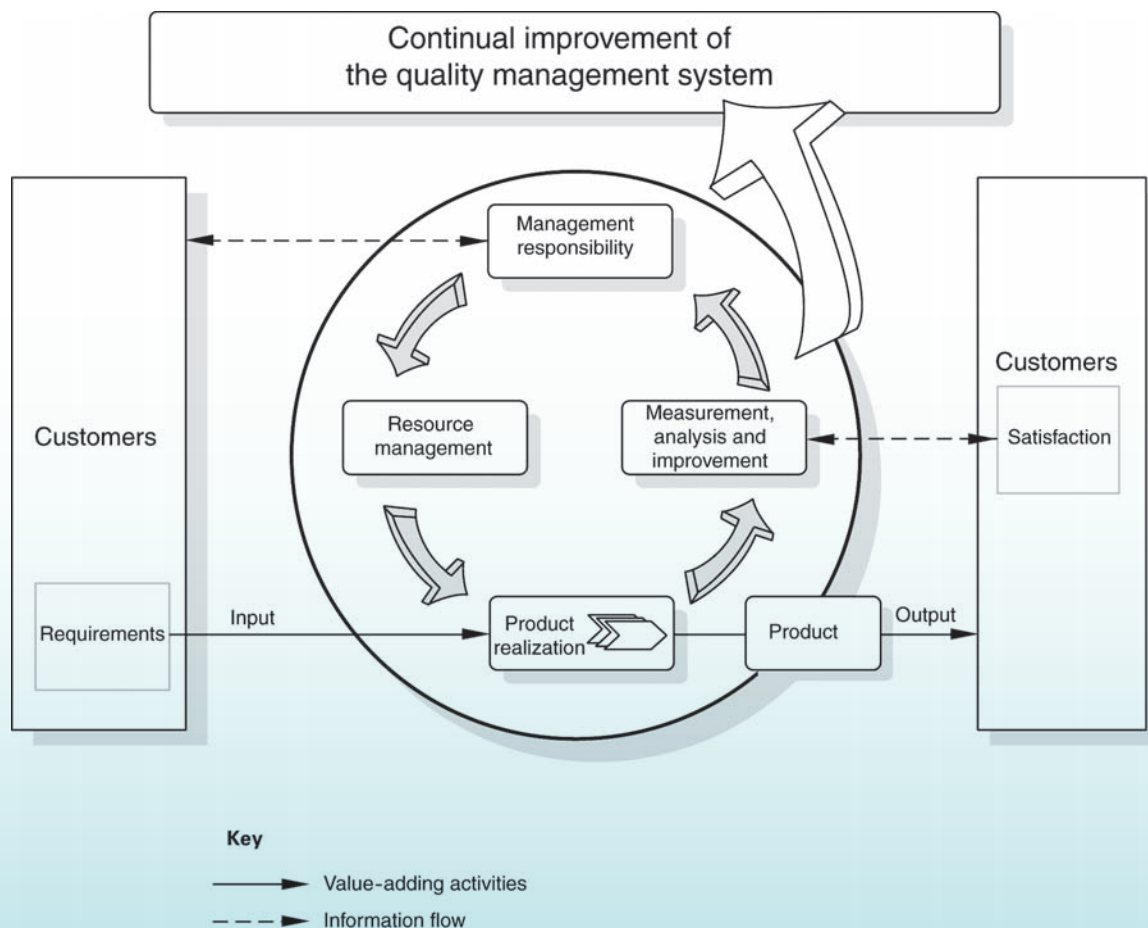 Continual improvement of
the quality management system
Management
responsibility
Customers
Resource
management
Measurement,
analysis and
improvement
Customers
Satisfaction
Requirements
Input
Product
realization
Product
Output
Key
Value-adding activities
Information flow